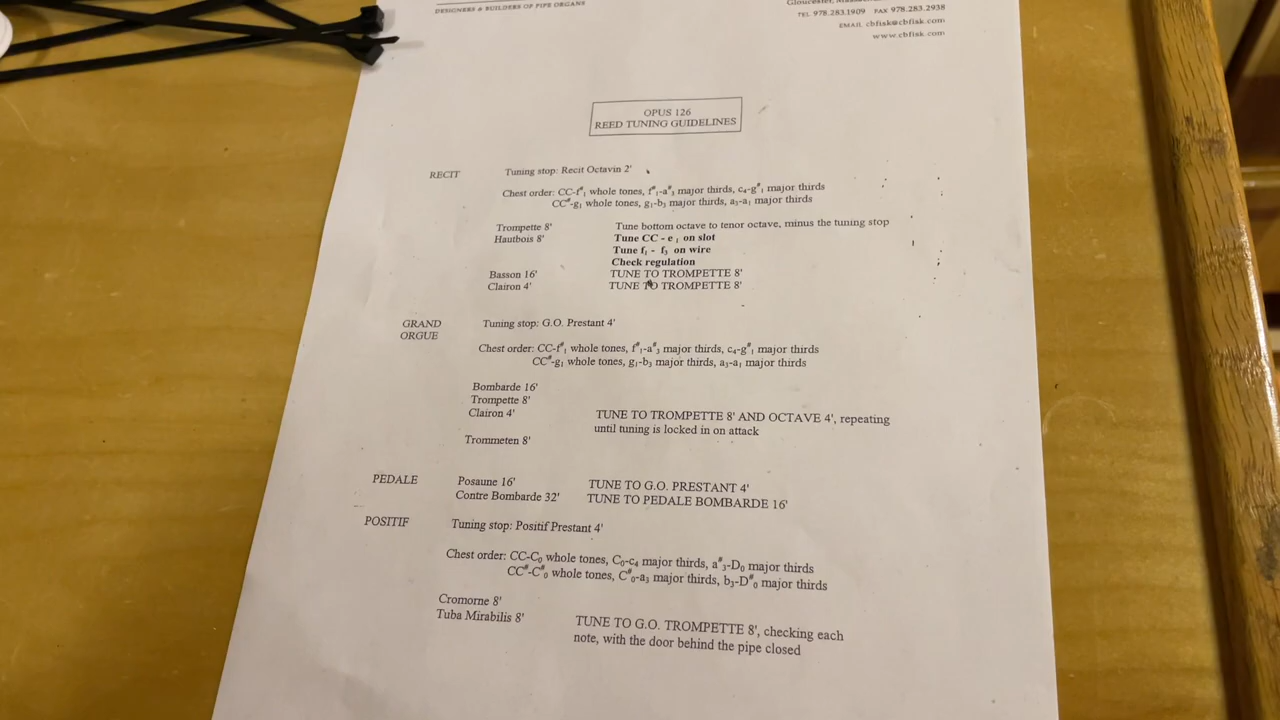 DESIGNERS & BUILDERS OF PIPE ORGANS
Gloucester,
TEL 978.283.1909 FAX 978.283.2938
EMAIL cbfisk@cbfisk.com
www.cbfisk.com
OPUS 126
REED TUNING GUIDELINES
RECIT Tuning stop: Recit Octavin 2'
Chest order: CC-f#1 whole tones, f#1-a#3 major thirds, c4-g#1 major thirds
CC#-g1 whole tones, g1-b3 major thirds, a3-a1 major thirds
Trompette 8' Tune bottom octave to tenor octave, minus the tuning stop
Hautbois 8' Tune CC - e1 on slot
Tune f1 - f3 on wire
Check regulation
Basson 16' TUNE TO TROMPETTE 8'
Clairon 4' TUNE TO TROMPETTE 8'
GRAND ORGUE Tuning stop: G.O. Prestant 4'
Chest order: CC-f#1 whole tones, f#1-a#3 major thirds, c4-g#1 major thirds
CC#-g1 whole tones, g1-b3 major thirds, a3-a1 major thirds
Bombarde 16'
Trompette 8'
Clairon 4' TUNE TO TROMPETTE 8' AND OCTAVE 4', repeating
until tuning is locked in on attack
Trommeten 8'
PEDALE Posaune 16' TUNE TO G.O. PRESTANT 4'
Contre Bombarde 32' TUNE TO PEDALE BOMBARDE 16'
POSITIF Tuning stop: Positif Prestant 4'
Chest order: CC-C0 whole tones, C0-c4 major thirds, a#3-D0 major thirds
CC#-C#0 whole tones, C#0-a3 major thirds, b3-D#0 major thirds
Cromorne 8'
Tuba Mirabilis 8' TUNE TO G.O. TROMPETTE 8', checking each
note, with the door behind the pipe closed